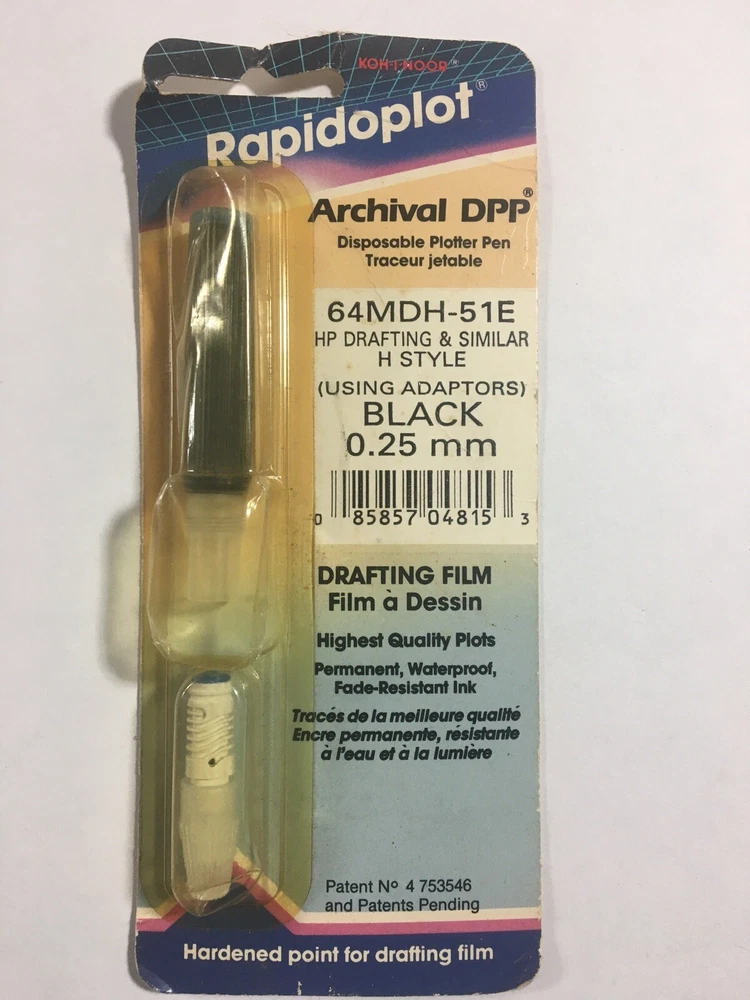 KOH-I-NOOR®
Rapidoplot®
Archival DPP®
Disposable Plotter Pen
Traceur jetable
64MDH-51E
HP DRAFTING & SIMILAR
H STYLE
(USING ADAPTORS)
BLACK
0.25 mm
0 85857 04815 3
DRAFTING FILM
Film à Dessin
Highest Quality Plots
Permanent, Waterproof,
Fade-Resistant Ink
Tracés de la meilleure qualité
Encre permanente, résistante
à l'eau et à la lumière
Patent Nº 4 753546
and Patents Pending
Hardened point for drafting film